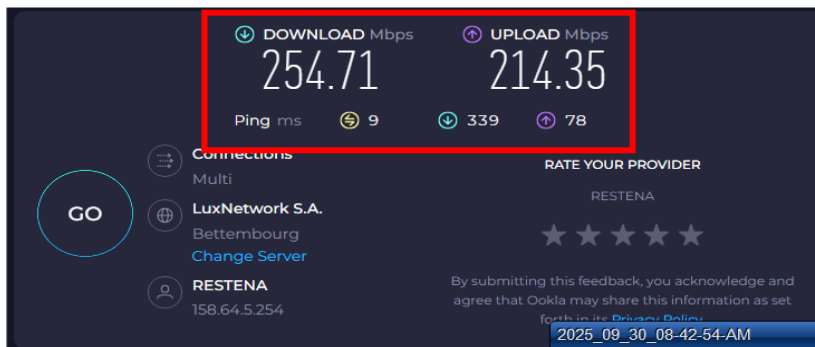 DOWNLOAD Mbps
254.71
UPLOAD Mbps
214.35
Ping ms 9 339 78
Connections
Multi
GO
LuxNetwork S.A.
Bettembourg
Change Server
RESTENA
158.64.5.254
RATE YOUR PROVIDER
RESTENA
By submitting this feedback, you acknowledge and
agree that Ookla may share this information as set
forth in its Privacy Policy
2025_09_30_08-42-54-AM